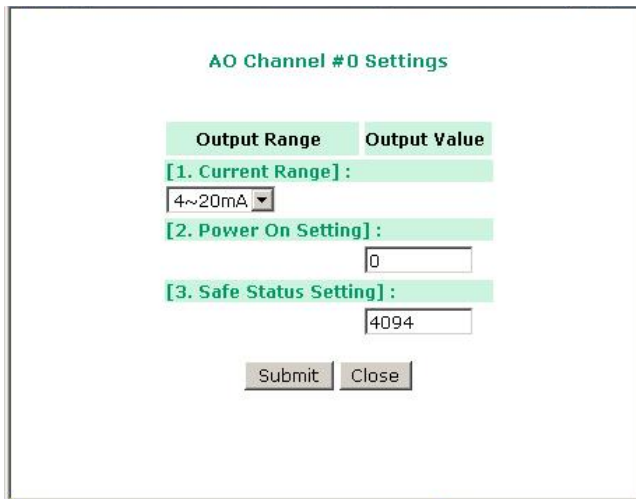 AO Channel #0 Settings
Output Range Output Value
[1. Current Range] :
4~20mA
[2. Power On Setting] :
0
[3. Safe Status Setting] :
4094
Submit Close